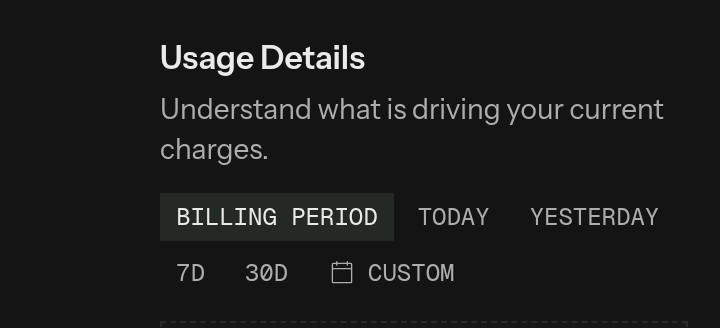 Usage Details
Understand what is driving your current
charges.
BILLING PERIOD TODAY YESTERDAY
7D 30D CUSTOM